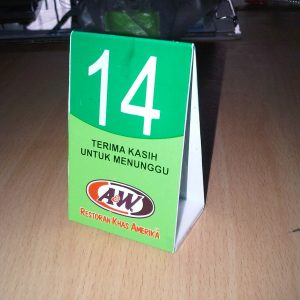 14
TERIMA KASIH
UNTUK MENUNGGU
A&W
RESTORAN KHAS AMERIKA